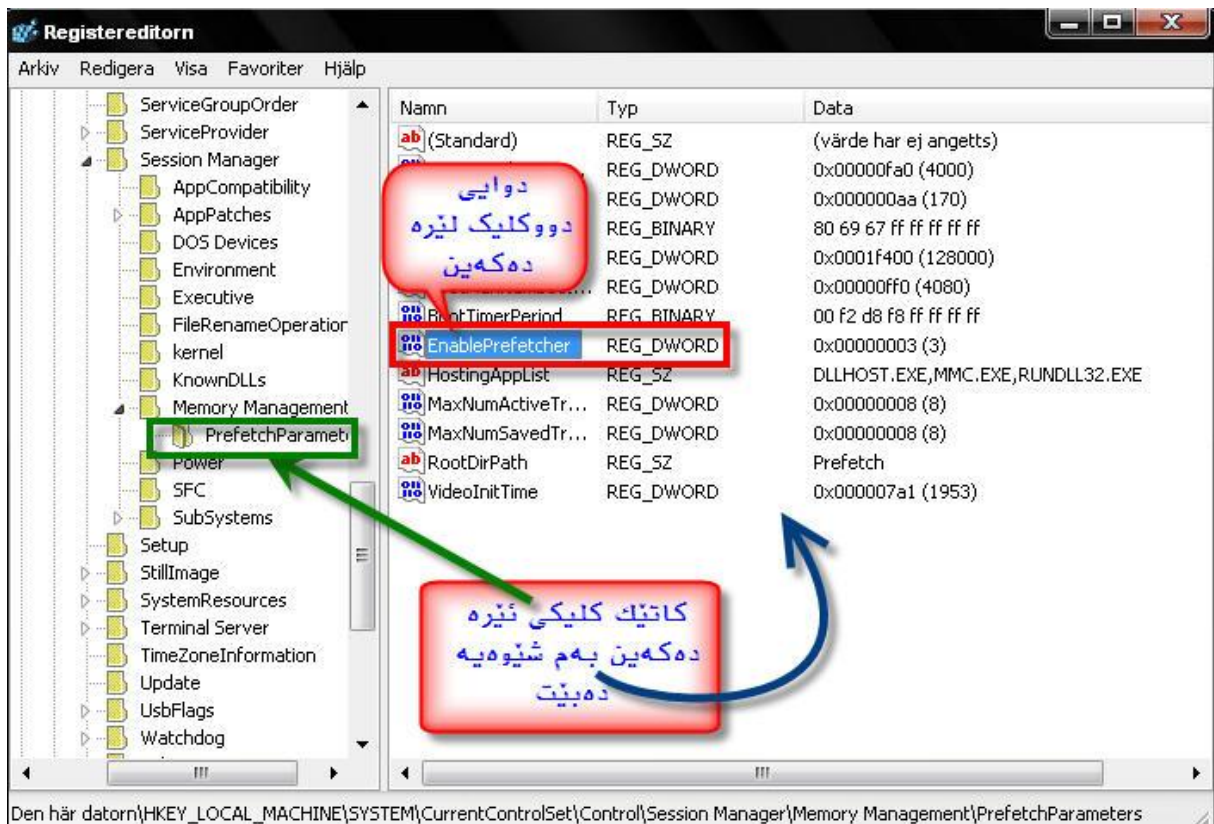 Registereditorn
Arkiv Redigera Visa Favoriter Hjälp
ServiceGroupOrder
ServiceProvider
Session Manager
AppCompatibility
AppPatches
DOS Devices
Environment
Executive
FileRenameOperation
kernel
KnownDLLs
Memory Management
PrefetchParamet
Power
SFC
SubSystems
Setup
StillImage
SystemResources
Terminal Server
TimeZoneInformation
Update
UsbFlags
Watchdog
Namn Typ Data
(Standard) REG_SZ (värde har ej angetts)
REG_DWORD 0x00000fa0 (4000)
REG_DWORD 0x000000aa (170)
REG_BINARY 80 69 67 ff ff ff ff ff
REG_DWORD 0x0001f400 (128000)
REG_DWORD 0x00000ff0 (4080)
BootTimerPeriod REG_BINARY 00 f2 d8 f8 ff ff ff ff
EnablePrefetcher REG_DWORD 0x00000003 (3)
HostingAppList REG_SZ DLLHOST.EXE,MMC.EXE,RUNDLL32.EXE
MaxNumActiveTr... REG_DWORD 0x00000008 (8)
MaxNumSavedTr... REG_DWORD 0x00000008 (8)
RootDirPath REG_SZ Prefetch
VideoInitTime REG_DWORD 0x000007a1 (1953)
دوایی
دووکلیک لێرە
دەکەین
کاتێك کلیکی ئێرە
دەکەین بەم شێوەیە
دەبێت
Den här datorn\HKEY_LOCAL_MACHINE\SYSTEM\CurrentControlSet\Control\Session Manager\Memory Management\PrefetchParameters